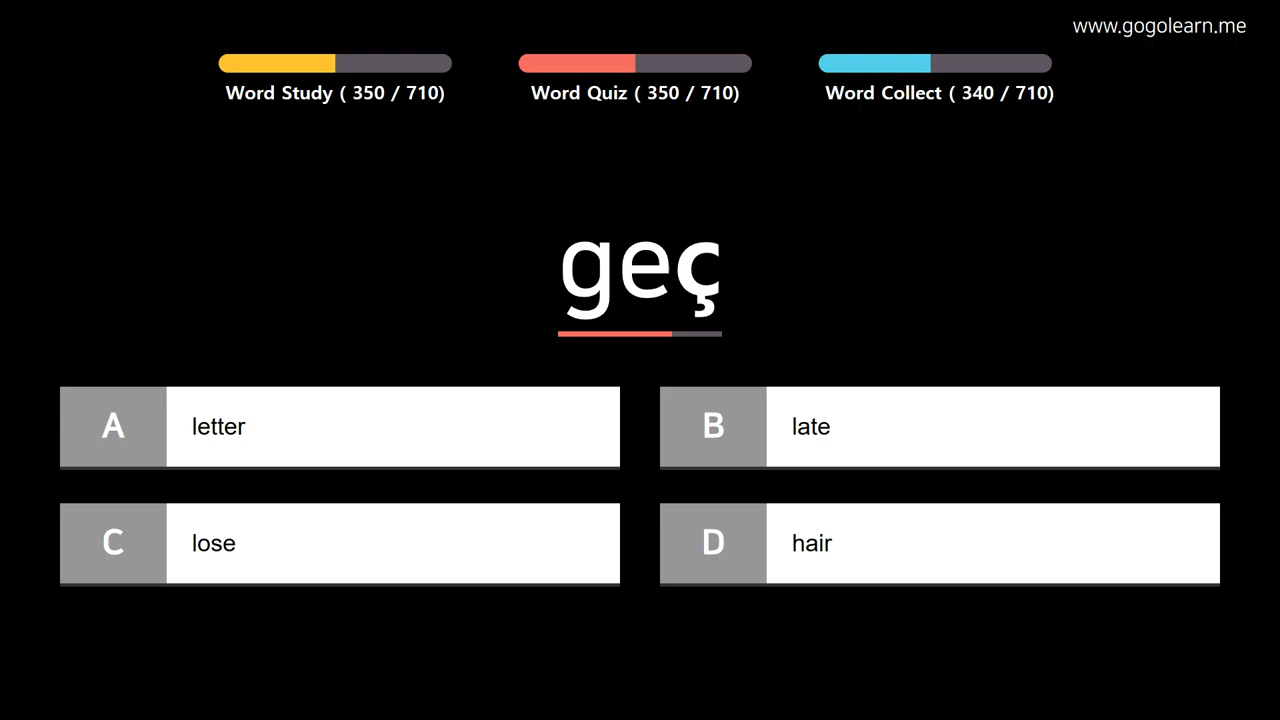 www.gogolearn.me
Word Study ( 350 / 710)
Word Quiz ( 350 / 710)
Word Collect ( 340 / 710)
geç
A letter
B late
C lose
D hair